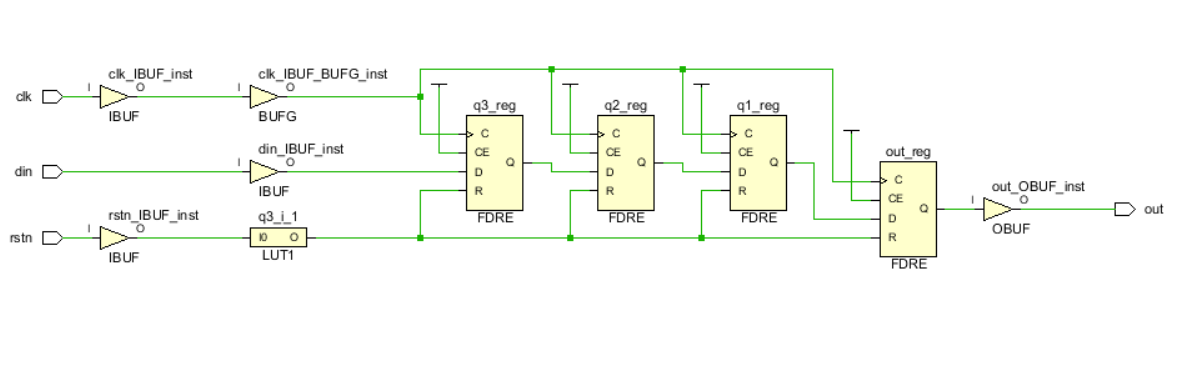 clk
I
clk_IBUF_inst
O
IBUF
I
clk_IBUF_BUFG_inst
O
BUFG
din
I
din_IBUF_inst
O
IBUF
rstn
I
rstn_IBUF_inst
O
IBUF
q3_i_1
I0 O
LUT1
q3_reg
C
CE
D
R
Q
FDRE
q2_reg
C
CE
D
R
Q
FDRE
q1_reg
C
CE
D
R
Q
FDRE
out_reg
C
CE
D
R
Q
FDRE
I
out_OBUF_inst
O
OBUF
out